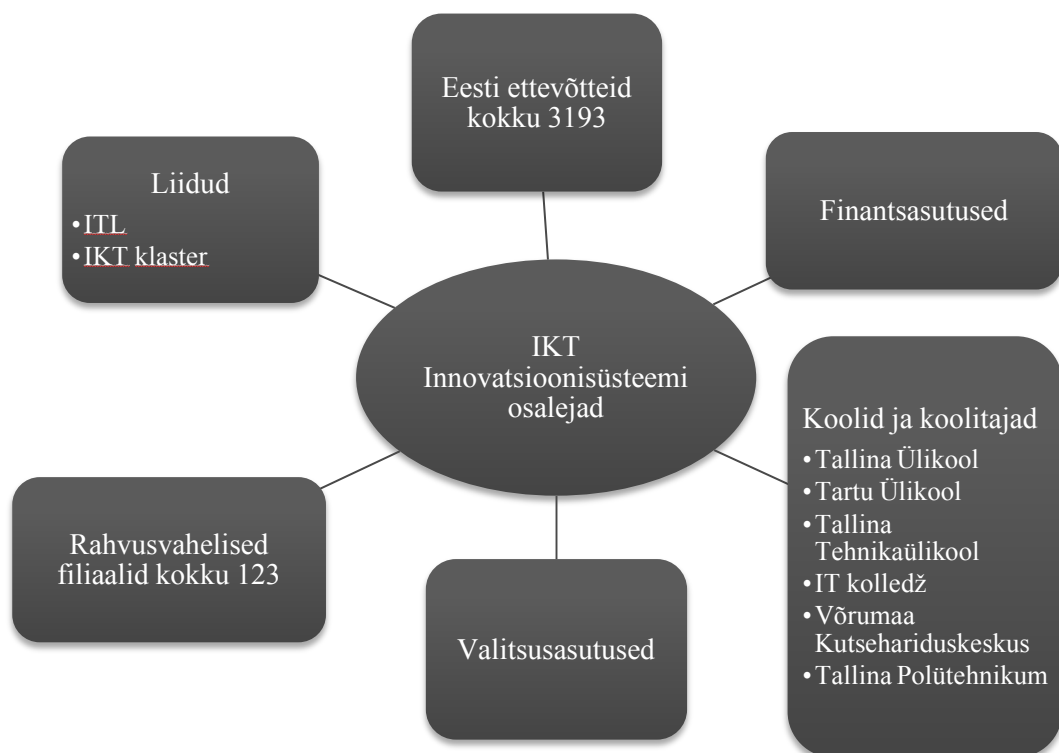 Eesti ettevõtteid
kokku 3193
Liidud
•ITL
•IKT klaster
Finantsasutused
IKT
Innovatsioonisüsteemi
osalejad
Koolid ja koolitajad
•Tallina Ülikool
•Tartu Ülikool
•Tallina
Tehnikaülikool
•IT kolledž
•Võrumaa
Kutsehariduskeskus
•Tallina Polütehnikum
Rahvusvahelised
filiaalid kokku 123
Valitsusasutused